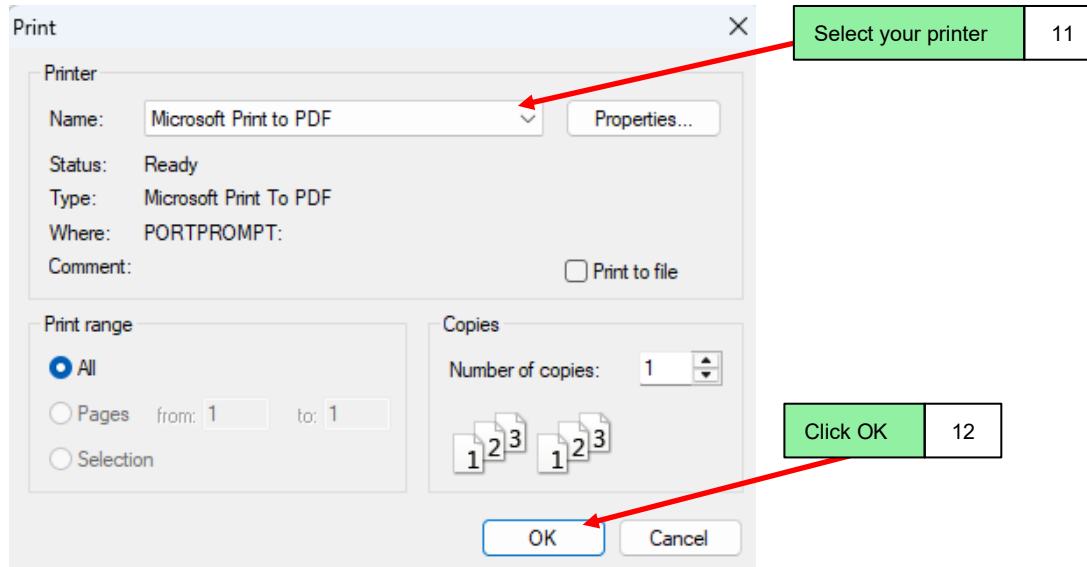 Print
Select your printer 11
Printer
Name: Microsoft Print to PDF Properties...
Status: Ready
Type: Microsoft Print To PDF
Where: PORTPROMPT:
Comment: Print to file
Print range Copies
All Number of copies: 1
Pages from: 1 to: 1
Click OK 12
1 2 3 1 2 3
Selection
OK Cancel